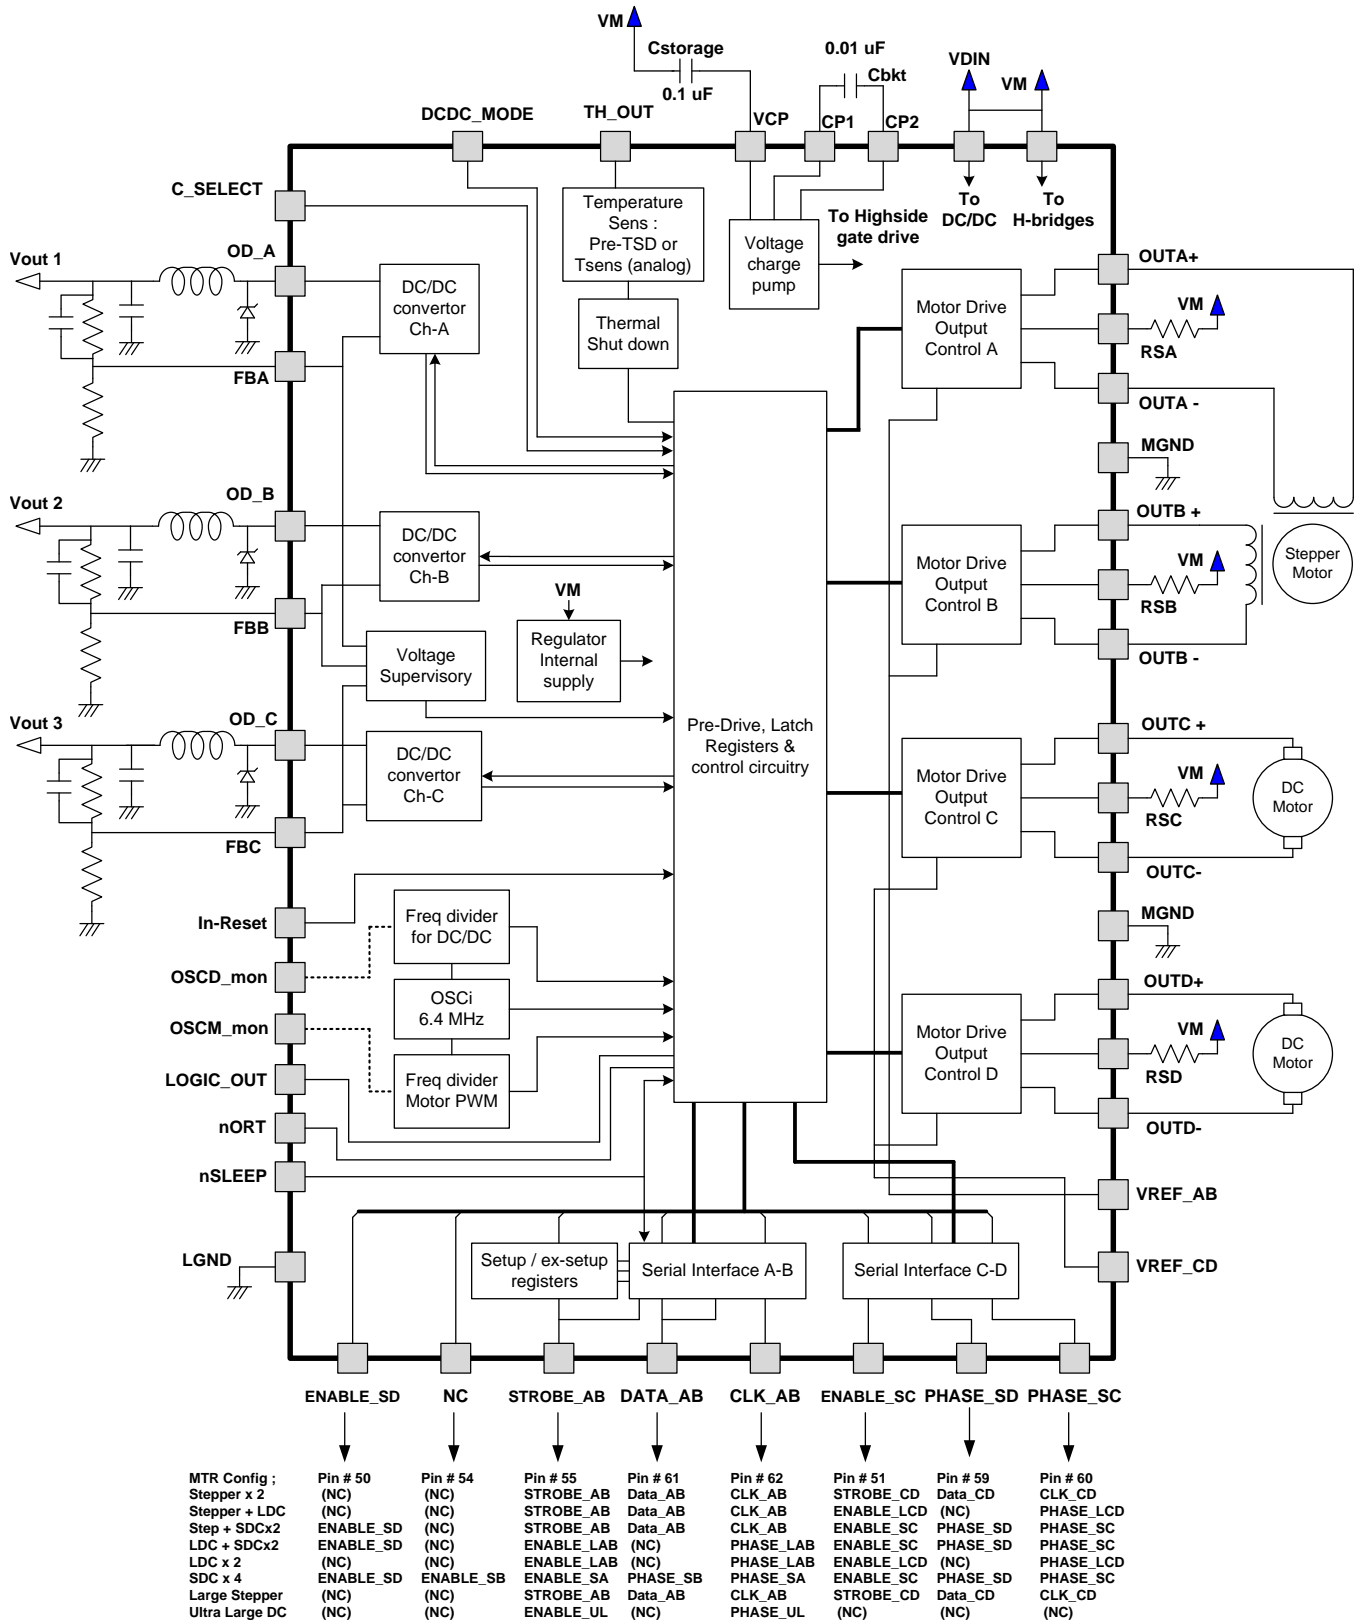 VM
Cstorage
0.1 uF
0.01 uF
Cbkt
VDIN
VM
DCDC_MODE
TH_OUT
VCP
CP1
CP2
C_SELECT
Temperature
Sens :
Pre-TSD or
Tsens (analog)
Voltage
charge
pump
To Highside
gate drive
To
DC/DC
To
H-bridges
Vout 1
OD_A
DC/DC
convertor
Ch-A
Thermal
Shut down
FBA
Motor Drive
Output
Control A
OUTA+
VM
RSA
OUTA -
MGND
Vout 2
OD_B
DC/DC
convertor
Ch-B
FBB
VM
Regulator
Internal
supply
Voltage
Supervisory
Motor Drive
Output
Control B
OUTB +
VM
RSB
OUTB -
Stepper
Motor
Vout 3
OD_C
DC/DC
convertor
Ch-C
FBC
Pre-Drive, Latch
Registers &
control circuitry
Motor Drive
Output
Control C
OUTC +
VM
RSC
OUTC-
DC
Motor
MGND
In-Reset
Freq divider
for DC/DC
OSCD_mon
OSCi
6.4 MHz
OSCM_mon
Freq divider
Motor PWM
LOGIC_OUT
nORT
nSLEEP
Motor Drive
Output
Control D
OUTD+
VM
RSD
OUTD-
DC
Motor
VREF_AB
LGND
Setup / ex-setup
registers
Serial Interface A-B
Serial Interface C-D
VREF_CD
ENABLE_SD NC STROBE_AB DATA_AB CLK_AB ENABLE_SC PHASE_SD PHASE_SC
MTR Config ; Pin # 50 Pin # 54 Pin # 55 Pin # 61 Pin # 62 Pin # 51 Pin # 59 Pin # 60
Stepper x 2 (NC) (NC) STROBE_AB Data_AB CLK_AB STROBE_CD Data_CD CLK_CD
Stepper + LDC (NC) (NC) STROBE_AB Data_AB CLK_AB ENABLE_LCD (NC) PHASE_LCD
Step + SDCx2 ENABLE_SD (NC) STROBE_AB Data_AB CLK_AB ENABLE_SC PHASE_SD PHASE_SC
LDC + SDCx2 ENABLE_SD (NC) ENABLE_LAB (NC) PHASE_LAB ENABLE_SC PHASE_SD PHASE_SC
LDC x 2 (NC) (NC) ENABLE_LAB (NC) PHASE_LAB ENABLE_LCD (NC) PHASE_LCD
SDC x 4 ENABLE_SD ENABLE_SB ENABLE_SA PHASE_SB PHASE_SA ENABLE_SC PHASE_SD PHASE_SC
Large Stepper (NC) (NC) STROBE_AB Data_AB CLK_AB STROBE_CD Data_CD CLK_CD
Ultra Large DC (NC) (NC) ENABLE_UL (NC) PHASE_UL (NC) (NC) (NC)